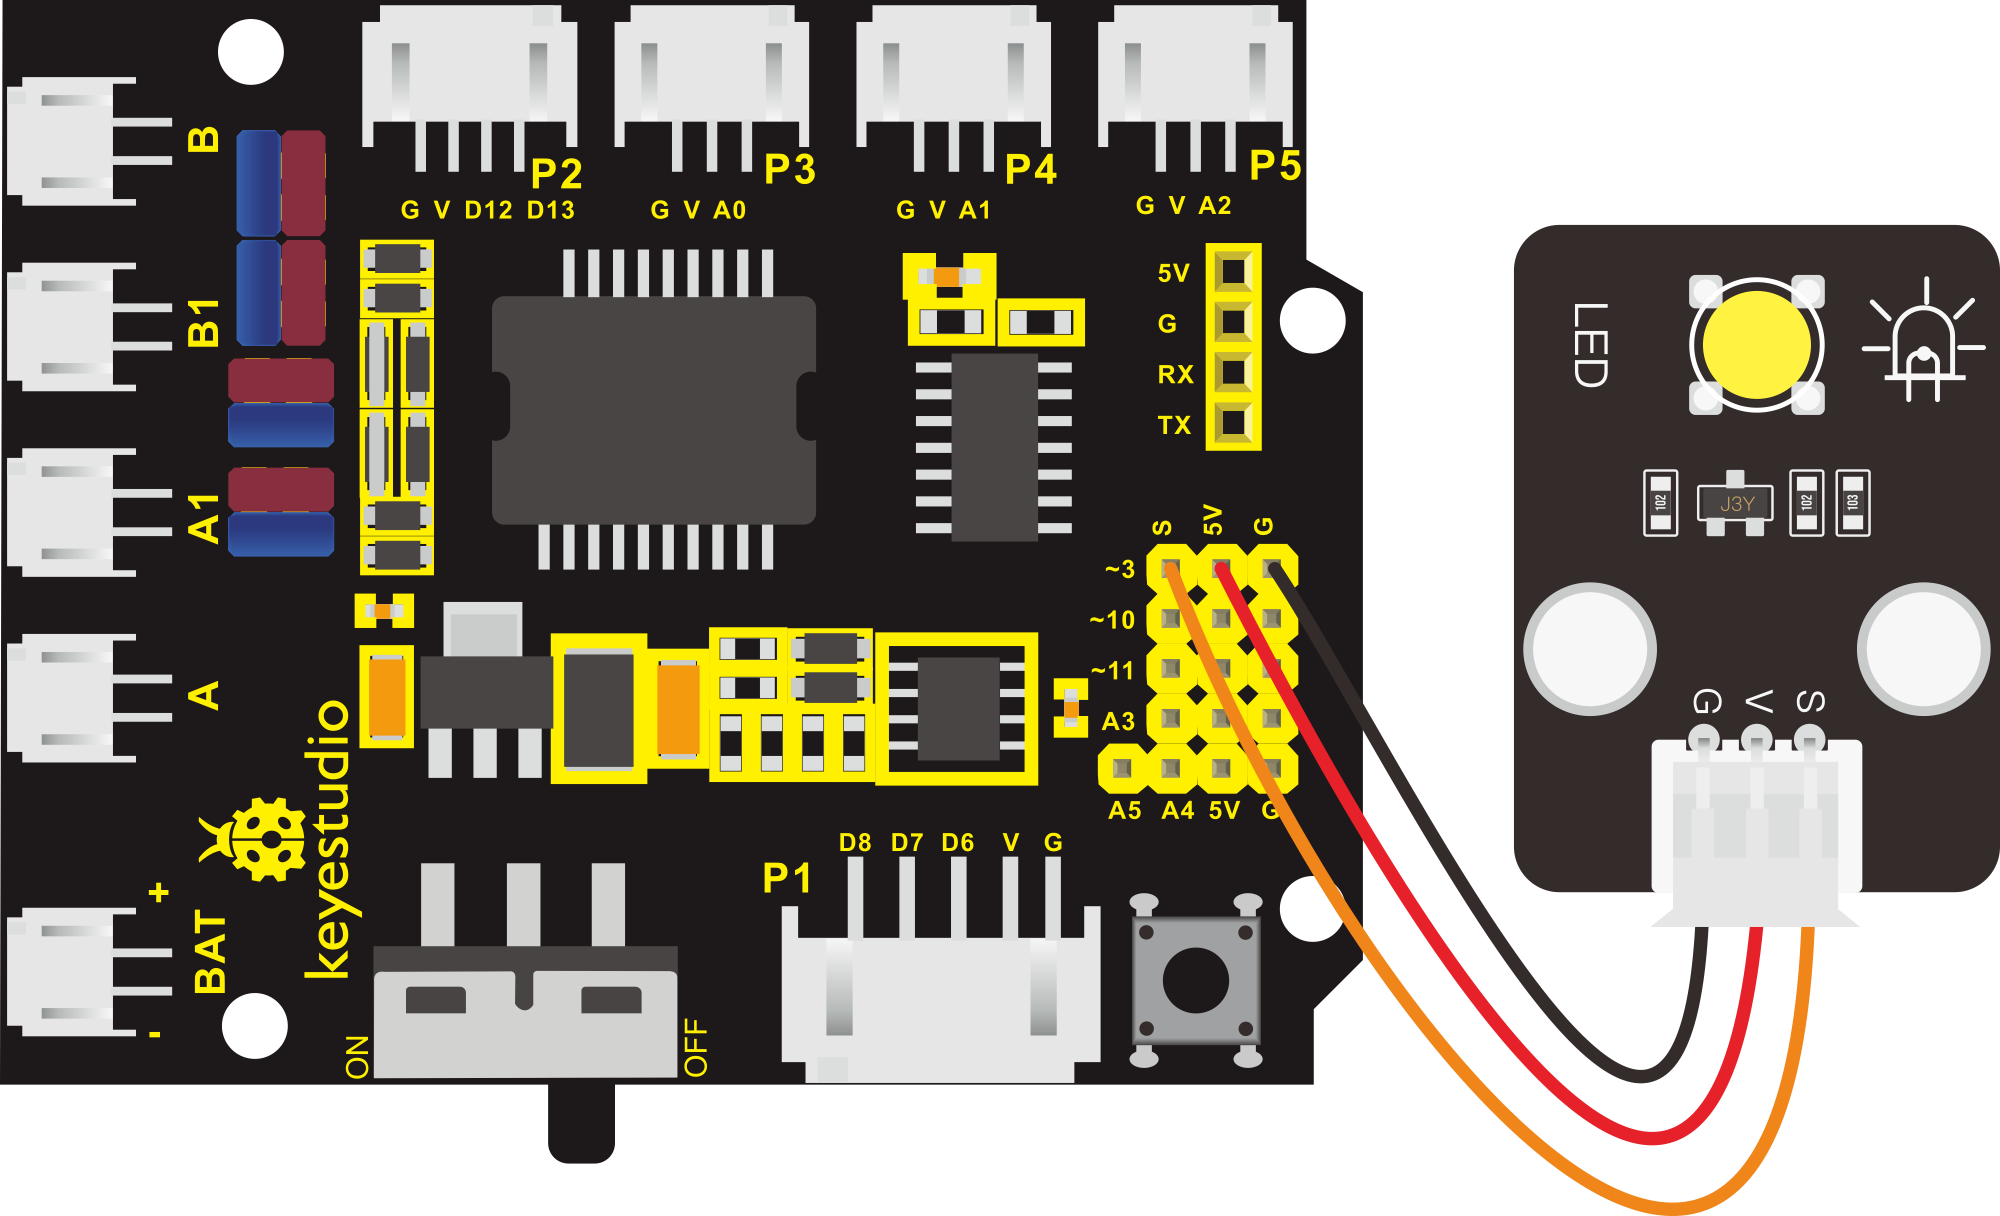 B
B1
A1
A
+
BAT
-
keyestudio
ON
OFF
P2
G V D12 D13
P3
G V A0
P4
G V A1
P5
G V A2
5V
G
RX
TX
S 5V G
~3
~10
~11
A3
A5 A4 5V G
D8 D7 D6 V G
P1
LED
102
J3Y
102
103
G V S